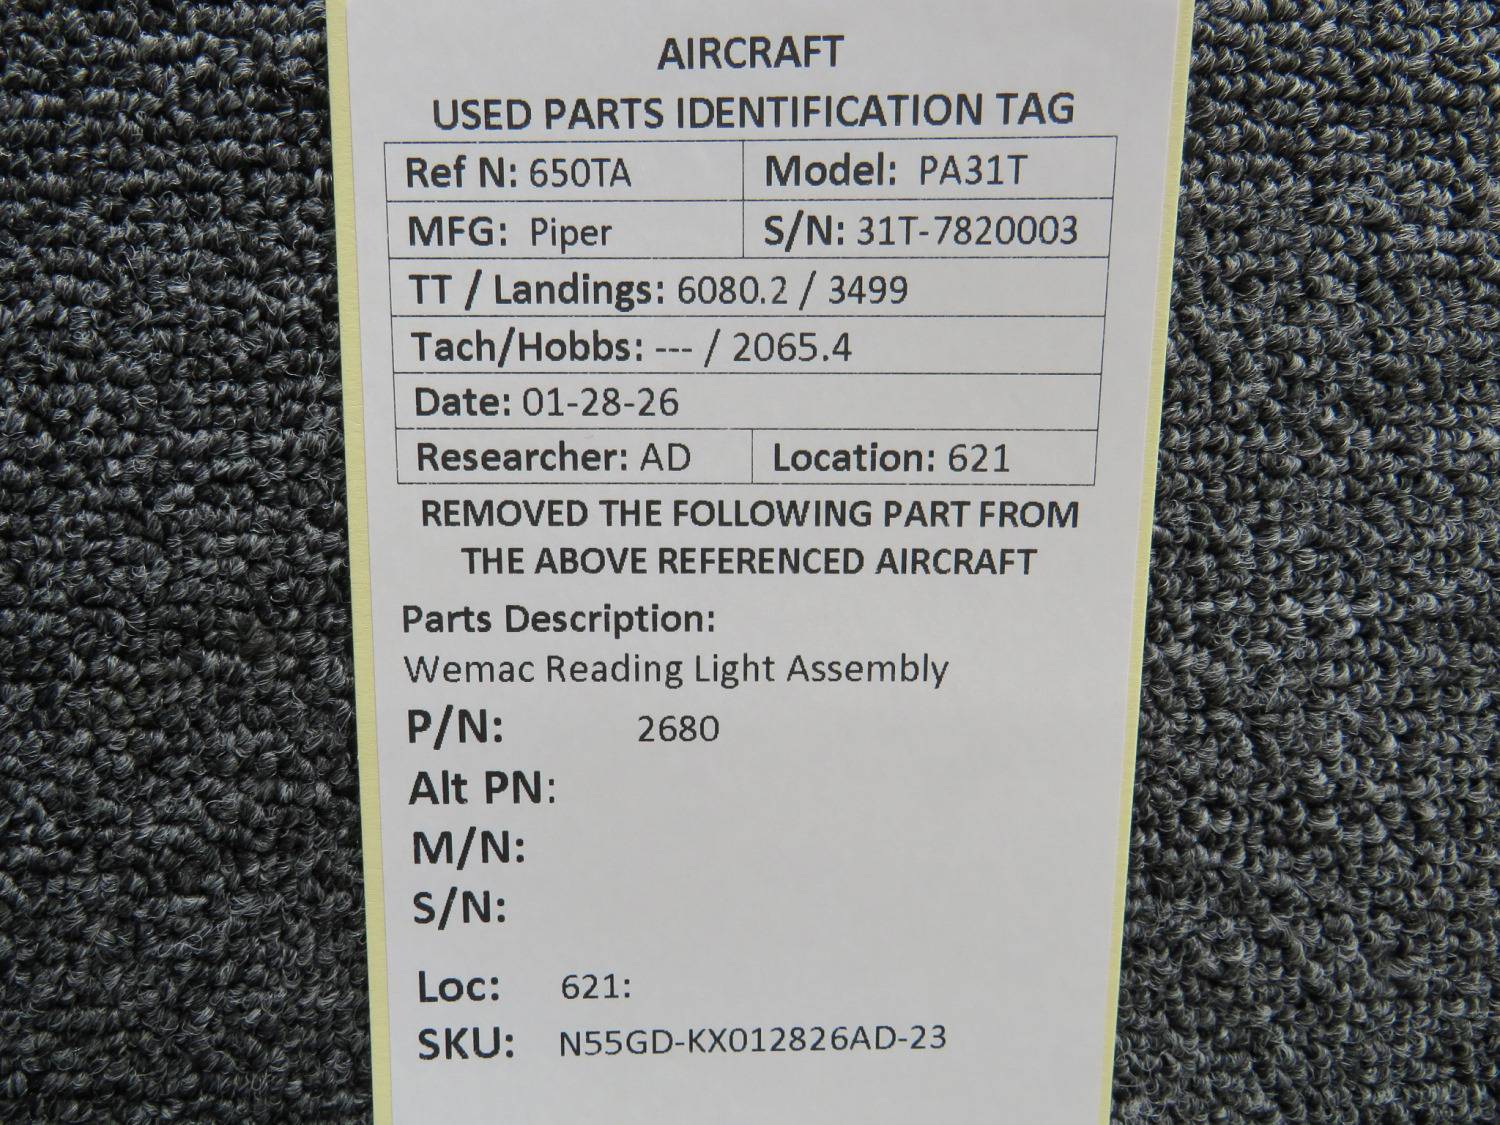 AIRCRAFT
USED PARTS IDENTIFICATION TAG
Ref N: 650TA Model: PA31T
MFG: Piper S/N: 31T-7820003
TT / Landings: 6080.2 / 3499
Tach/Hobbs: --- / 2065.4
Date: 01-28-26
Researcher: AD Location: 621
REMOVED THE FOLLOWING PART FROM
THE ABOVE REFERENCED AIRCRAFT
Parts Description:
Wemac Reading Light Assembly
P/N: 2680
Alt PN:
M/N:
S/N:
Loc: 621:
SKU: N55GD-KX012826AD-23